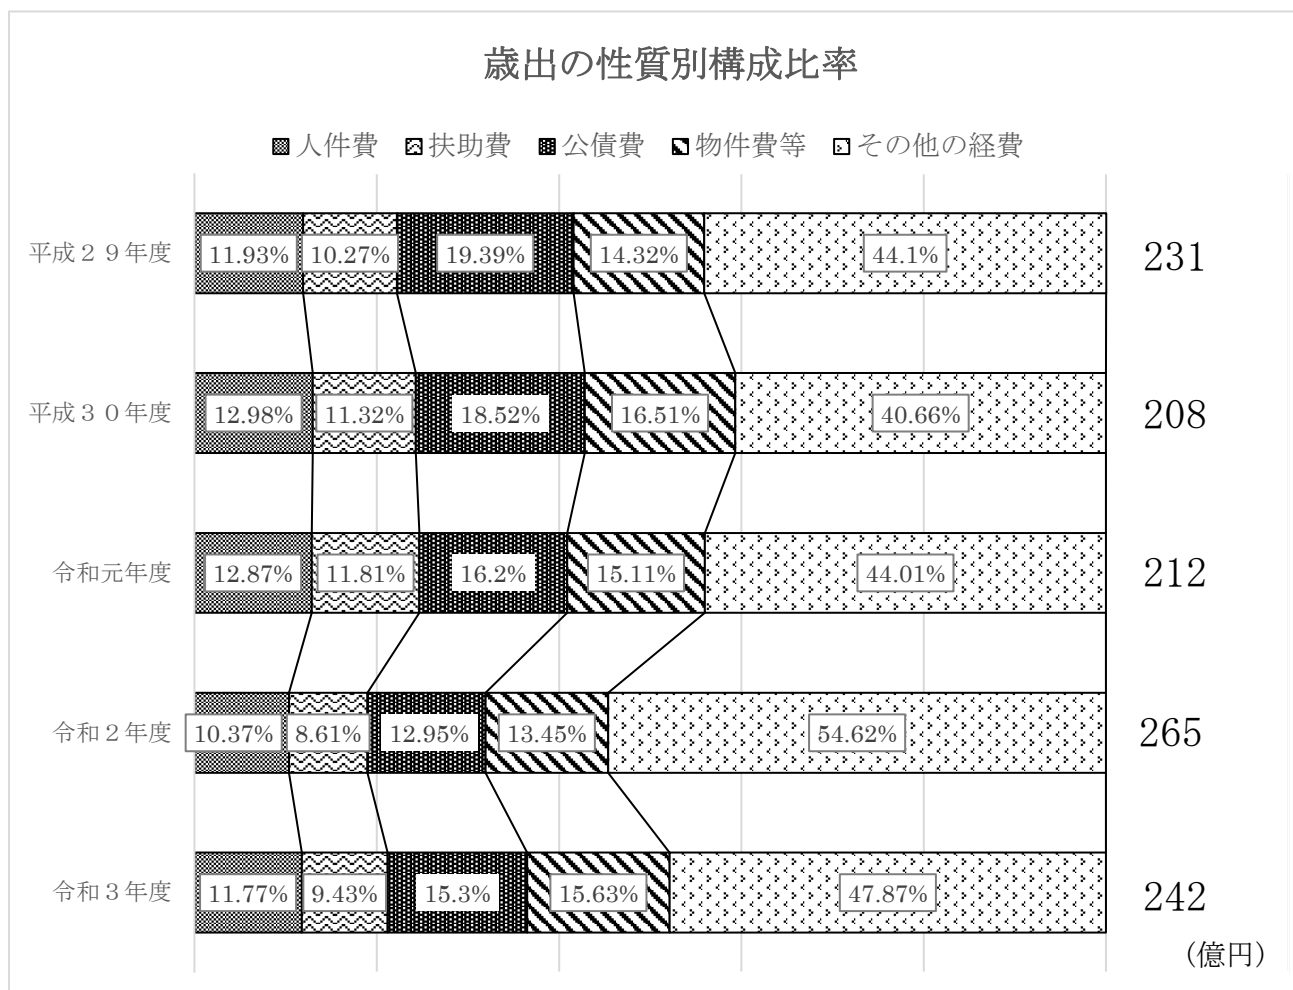 歳出の性質別構成比率
人件費 扶助費 公債費 物件費等 その他の経費
平成２９年度 11.93% 10.27% 19.39% 14.32% 44.1% 231
平成３０年度 12.98% 11.32% 18.52% 16.51% 40.66% 208
令和元年度 12.87% 11.81% 16.2% 15.11% 44.01% 212
令和２年度 10.37% 8.61% 12.95% 13.45% 54.62% 265
令和３年度 11.77% 9.43% 15.3% 15.63% 47.87% 242
（億円）